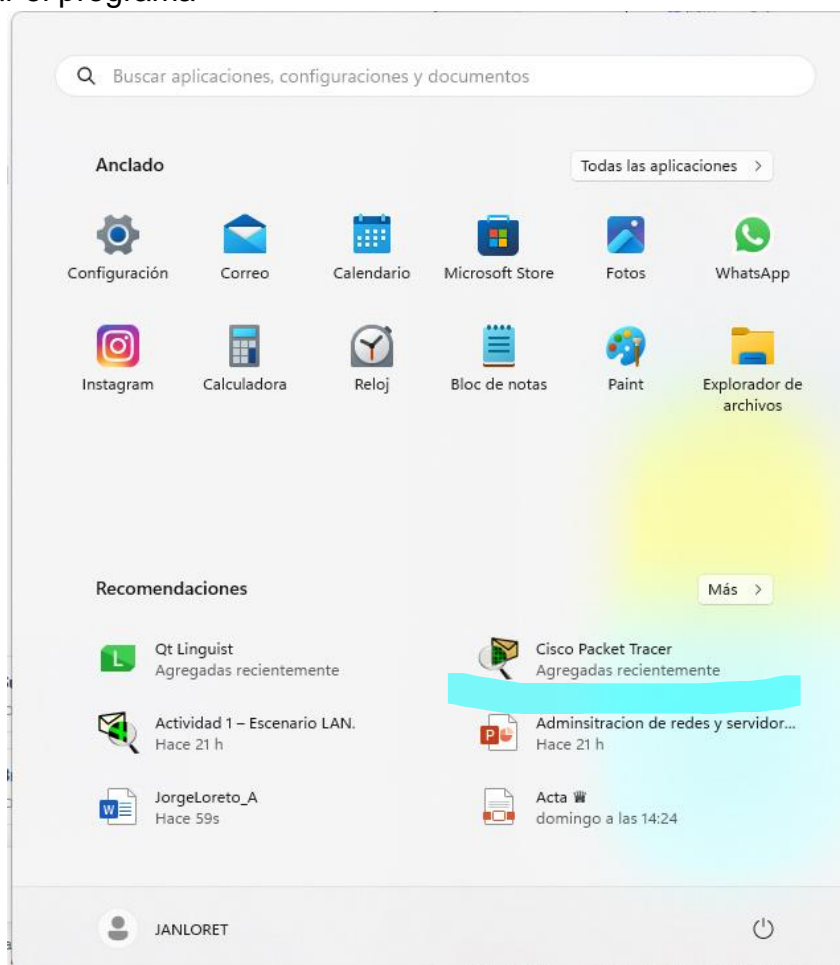 el programa
Buscar aplicaciones, configuraciones y documentos
Anclado
Todas las aplicaciones >
Configuración
Correo
Calendario
Microsoft Store
Fotos
WhatsApp
Instagram
Calculadora
Reloj
Bloc de notas
Paint
Explorador de
archivos
Recomendaciones
Más >
Qt Linguist
Agregadas recientemente
Cisco Packet Tracer
Agregadas recientemente
Actividad 1 – Escenario LAN.
Hace 21 h
Adminsitracion de redes y servidor...
Hace 21 h
JorgeLoreto_A
Hace 59s
Acta ♕
domingo a las 14:24
JANLORET